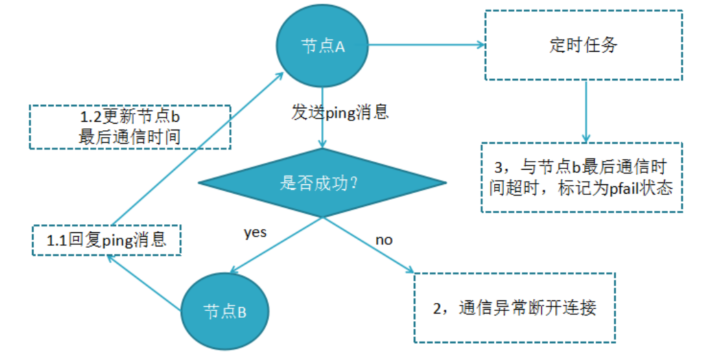 节点A
定时任务
发送ping消息
1.2更新节点b
最后通信时间
是否成功？
3，与节点b最后通信时
间超时，标记为pfail状态
yes
no
1.1回复ping消息
节点B
2，通信异常断开连接